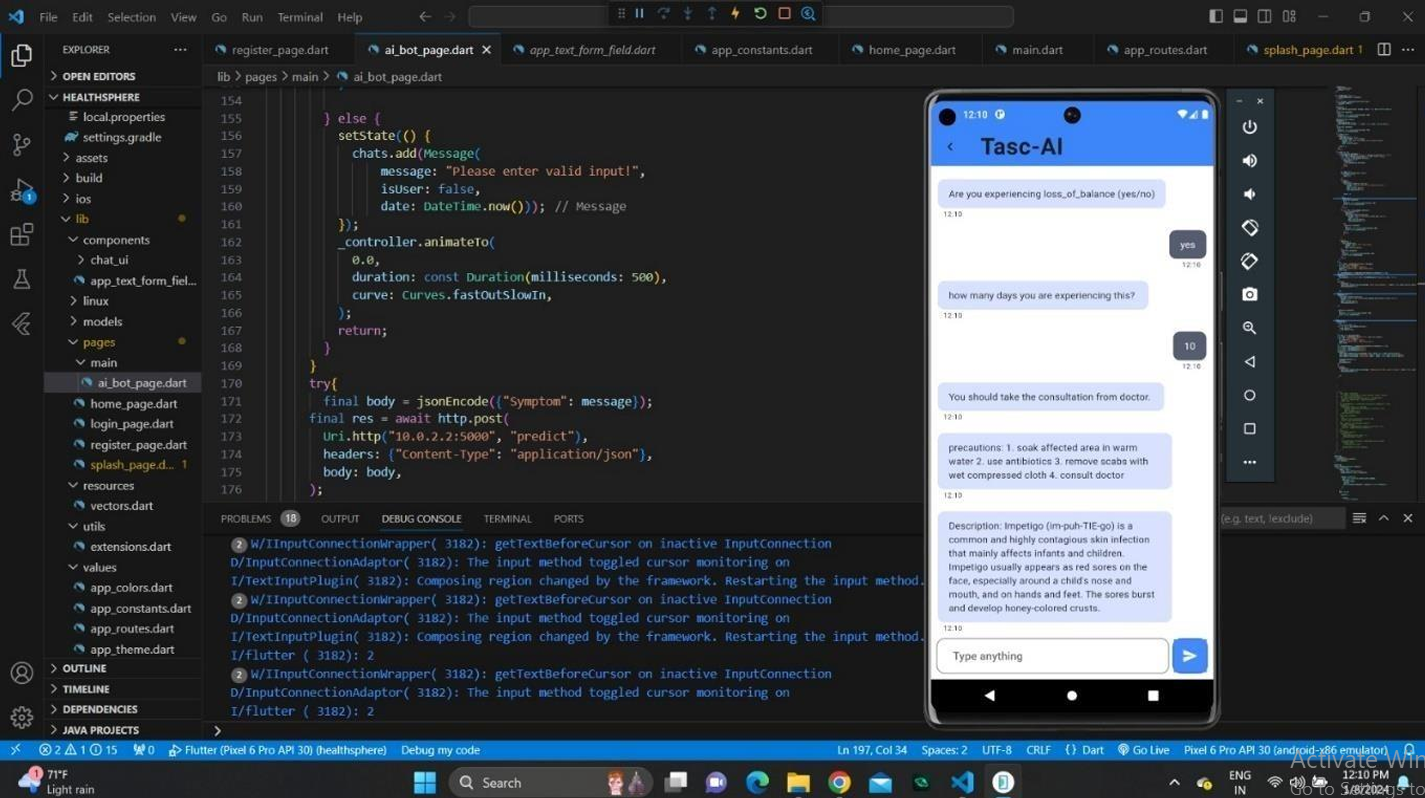 File Edit Selection View Go Run Terminal Help
EXPLORER
OPEN EDITORS
HEALTHSPHERE
local.properties
settings.gradle
assets
build
ios
lib
components
chat_ui
app_text_form_fiel...
linux
models
pages
main
ai_bot_page.dart
home_page.dart
login_page.dart
register_page.dart
splash_page.d... 1
resources
vectors.dart
utils
extensions.dart
values
app_colors.dart
app_constants.dart
app_routes.dart
app_theme.dart
OUTLINE
TIMELINE
DEPENDENCIES
JAVA PROJECTS
1
register_page.dart ai_bot_page.dart app_text_form_field.dart app_constants.dart home_page.dart main.dart app_routes.dart splash_page.dart 1
lib > pages > main > ai_bot_page.dart
154
155 } else {
156 setState(() {
157 chats.add(Message(
158 message: "Please enter valid input!",
159 isUser: false,
160 date: DateTime.now())); // Message
161 });
162 _controller.animateTo(
163 0.0,
164 duration: const Duration(milliseconds: 500),
165 curve: Curves.fastOutSlowIn,
166 );
167 return;
168 }
169 }
170 try{
171 final body = jsonEncode({"Symptom": message});
172 final res = await http.post(
173 Uri.http("10.0.2.2:5000", "predict"),
174 headers: {"Content-Type": "application/json"},
175 body: body,
176 );
PROBLEMS 18 OUTPUT DEBUG CONSOLE TERMINAL PORTS
(e.g. text, !exclude)
2 W/IInputConnectionWrapper( 3182): getTextBeforeCursor on inactive InputConnection
D/InputConnectionAdaptor( 3182): The input method toggled cursor monitoring on
I/TextInputPlugin( 3182): Composing region changed by the framework. Restarting the input method.
2 W/IInputConnectionWrapper( 3182): getTextBeforeCursor on inactive InputConnection
D/InputConnectionAdaptor( 3182): The input method toggled cursor monitoring on
I/TextInputPlugin( 3182): Composing region changed by the framework. Restarting the input method.
I/flutter ( 3182): 2
2 W/IInputConnectionWrapper( 3182): getTextBeforeCursor on inactive InputConnection
D/InputConnectionAdaptor( 3182): The input method toggled cursor monitoring on
I/flutter ( 3182): 2
12:10
Tasc-AI
Are you experiencing loss_of_balance (yes/no)
12:10
yes
12:10
how many days you are experiencing this?
12:10
10
12:10
You should take the consultation from doctor.
12:10
precautions: 1. soak affected area in warm
water 2. use antibiotics 3. remove scabs with
wet compressed cloth 4. consult doctor
12:10
Description: Impetigo (im-puh-TIE-go) is a
common and highly contagious skin infection
that mainly affects infants and children.
Impetigo usually appears as red sores on the
face, especially around a child's nose and
mouth, and on hands and feet. The sores burst
and develop honey-colored crusts.
12:10
Type anything
2 1 15 0 Flutter (Pixel 6 Pro API 30) (healthsphere) Debug my code Ln 197, Col 34 Spaces: 2 UTF-8 CRLF {} Dart Go Live Pixel 6 Pro API 30 (android-x86 emulator)
Activate Win
Go to Settings to
1
71°F
Light rain
Search
ENG
IN
12:10 PM
1/8/2024